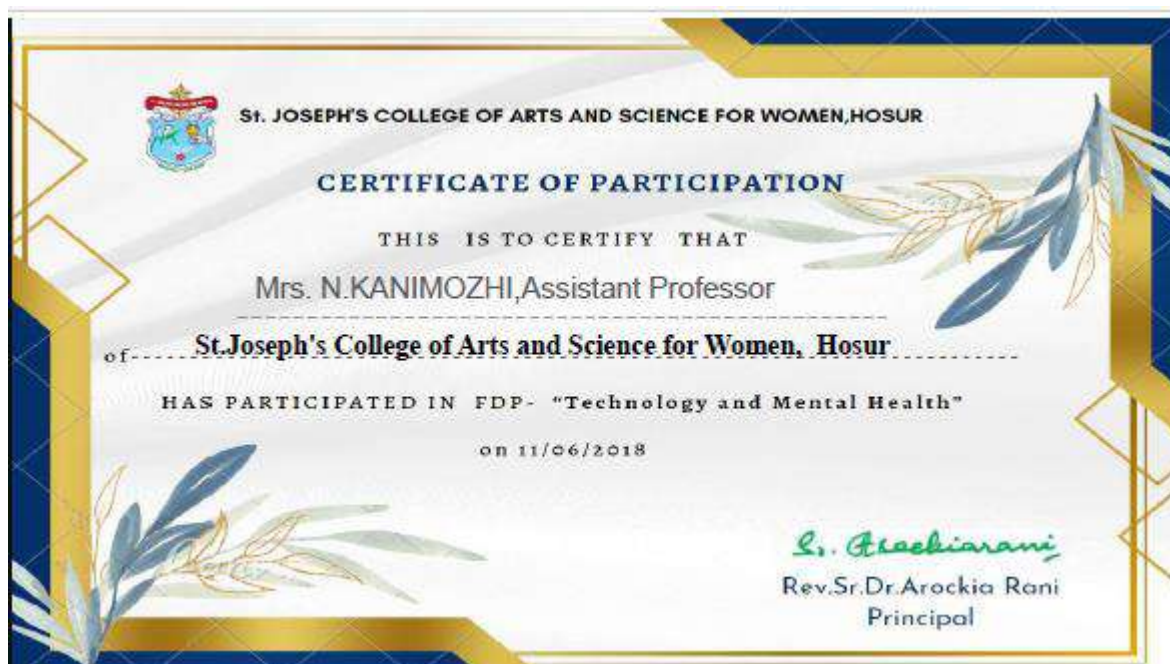 St. JOSEPH'S COLLEGE OF ARTS AND SCIENCE FOR WOMEN,HOSUR
CERTIFICATE OF PARTICIPATION
THIS IS TO CERTIFY THAT
Mrs. N.KANIMOZHI,Assistant Professor
of St.Joseph's College of Arts and Science for Women, Hosur
HAS PARTICIPATED IN FDP- "Technology and Mental Health"
on 11/06/2018
Sr. Arockiarani
Rev.Sr.Dr.Arockia Rani
Principal